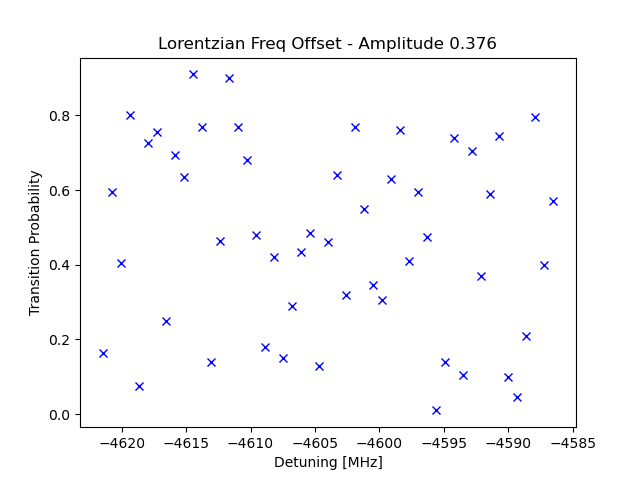 Lorentzian Freq Offset - Amplitude 0.376
Transition Probability
0.8
0.6
0.4
0.2
0.0
−4620 −4615 −4610 −4605 −4600 −4595 −4590 −4585
Detuning [MHz]